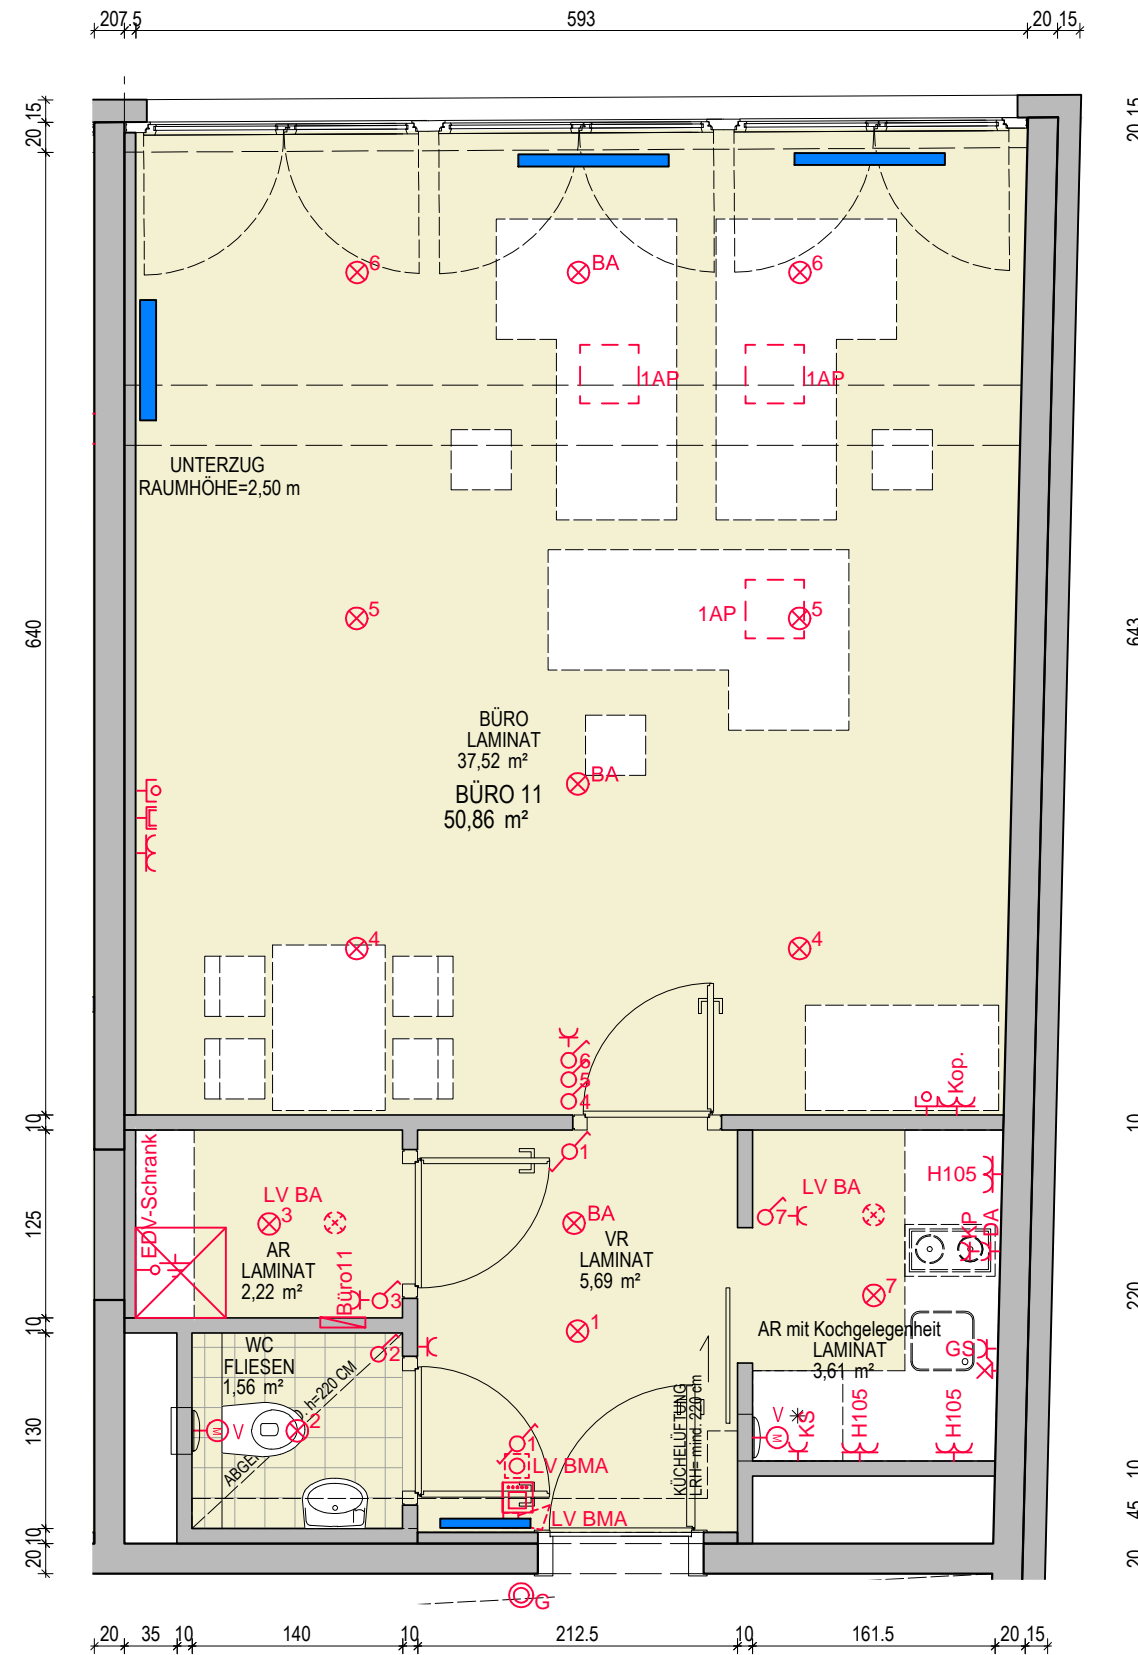 207.5 593 20 15
20 15
20 15
6 BA 6
1AP 1AP
UNTERZUG
RAUMHÖHE=2,50 m
5 1AP 5
640
643
BÜRO
LAMINAT
37,52 m²
BA
BÜRO 11
50,86 m²
4 4
6
5
4
Kop.
10
10
EDV-Schrank
1
H105
LV BA
3
BA
LV BA
7
KP
DA
AR
LAMINAT
2,22 m²
VR
LAMINAT
5,69 m²
125
220
Büro11
3
7
1
10
2
AR mit Kochgelegenheit
LAMINAT
3,61 m²
GS
WC
FLIESEN
1,56 m²
V
M
2
h=220 CM
KÜCHELÜFTUNG
LRH= mind. 220 cm
V
M
KS
H105
H105
130
1
LV BMA
LV BMA
10
45
20
20 10
G
20 35 10 140 10 212.5 10 161.5 20 15